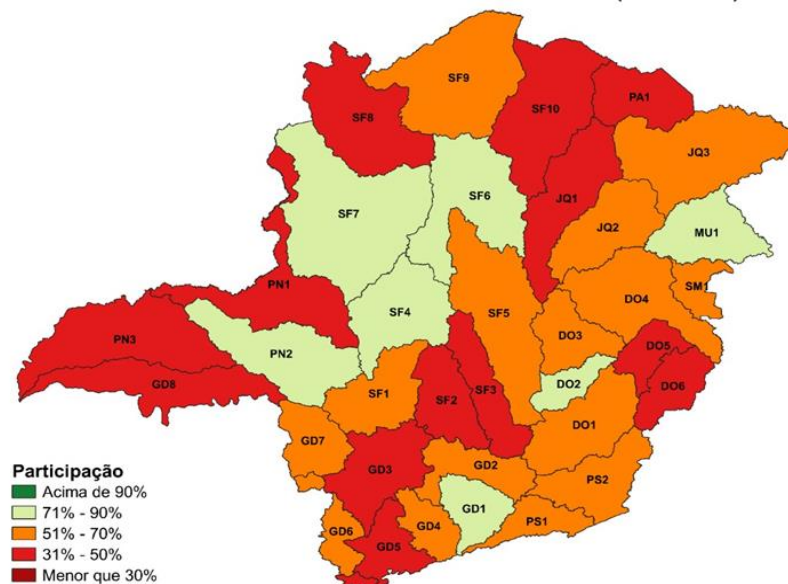 SF9
SF8
SF10
PA1
JQ3
SF7
SF6
JQ1
JQ2
MU1
PN1
SM1
SF4
SF5
DO4
PN3
PN2
DO3
DO5
GD8
SF1
SF2
SF3
DO2
DO6
GD7
DO1
GD3
GD2
PS2
GD1
GD6
GD4
PS1
GD5
Participação
Acima de 90%
71% - 90%
51% - 70%
31% - 50%
Menor que 30%